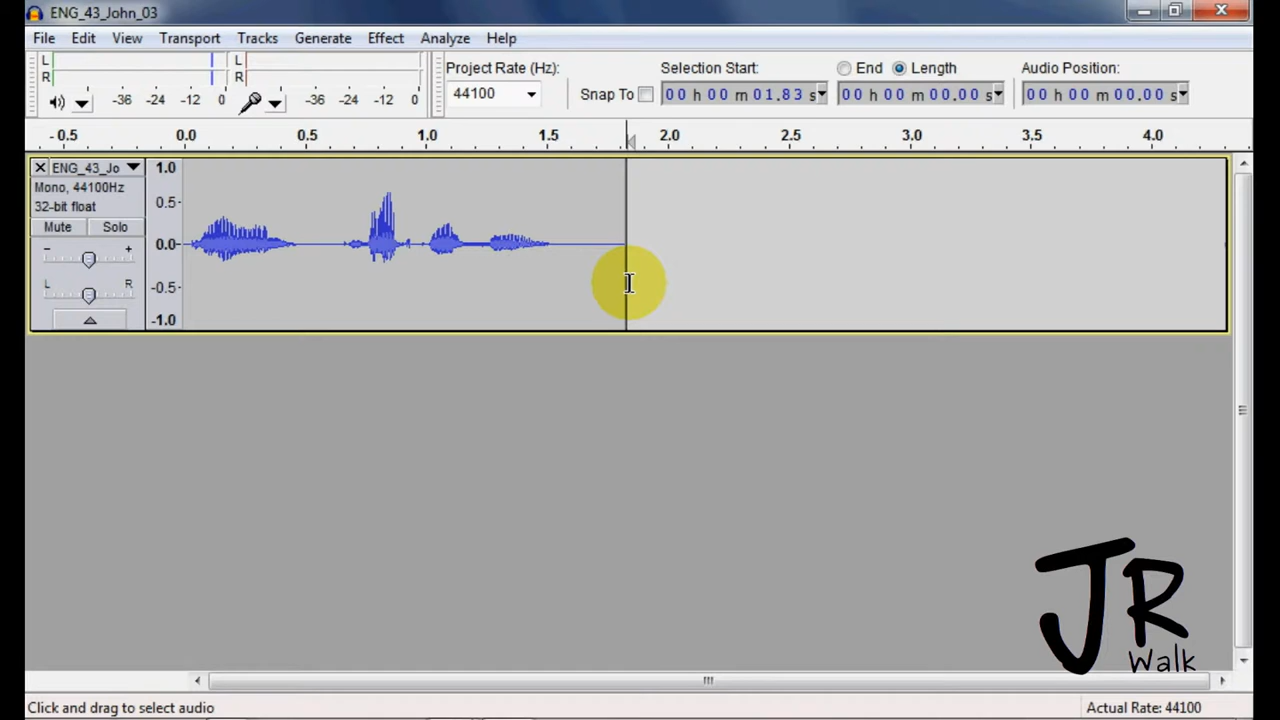 ENG_43_John_03
File Edit View Transport Tracks Generate Effect Analyze Help
L L Project Rate (Hz): Selection Start: End Length Audio Position:
R R
-36 -24 -12 0 -36 -24 -12 0 44100 Snap To 00 h 00 m 01.83 s 00 h 00 m 00.00 s 00 h 00 m 00.00 s
-0.5 0.0 0.5 1.0 1.5 2.0 2.5 3.0 3.5 4.0
ENG_43_Jo 1.0
Mono, 44100Hz
32-bit float 0.5
Mute Solo
- + 0.0
L R -0.5
-1.0
JR
Walk
Click and drag to select audio Actual Rate: 44100